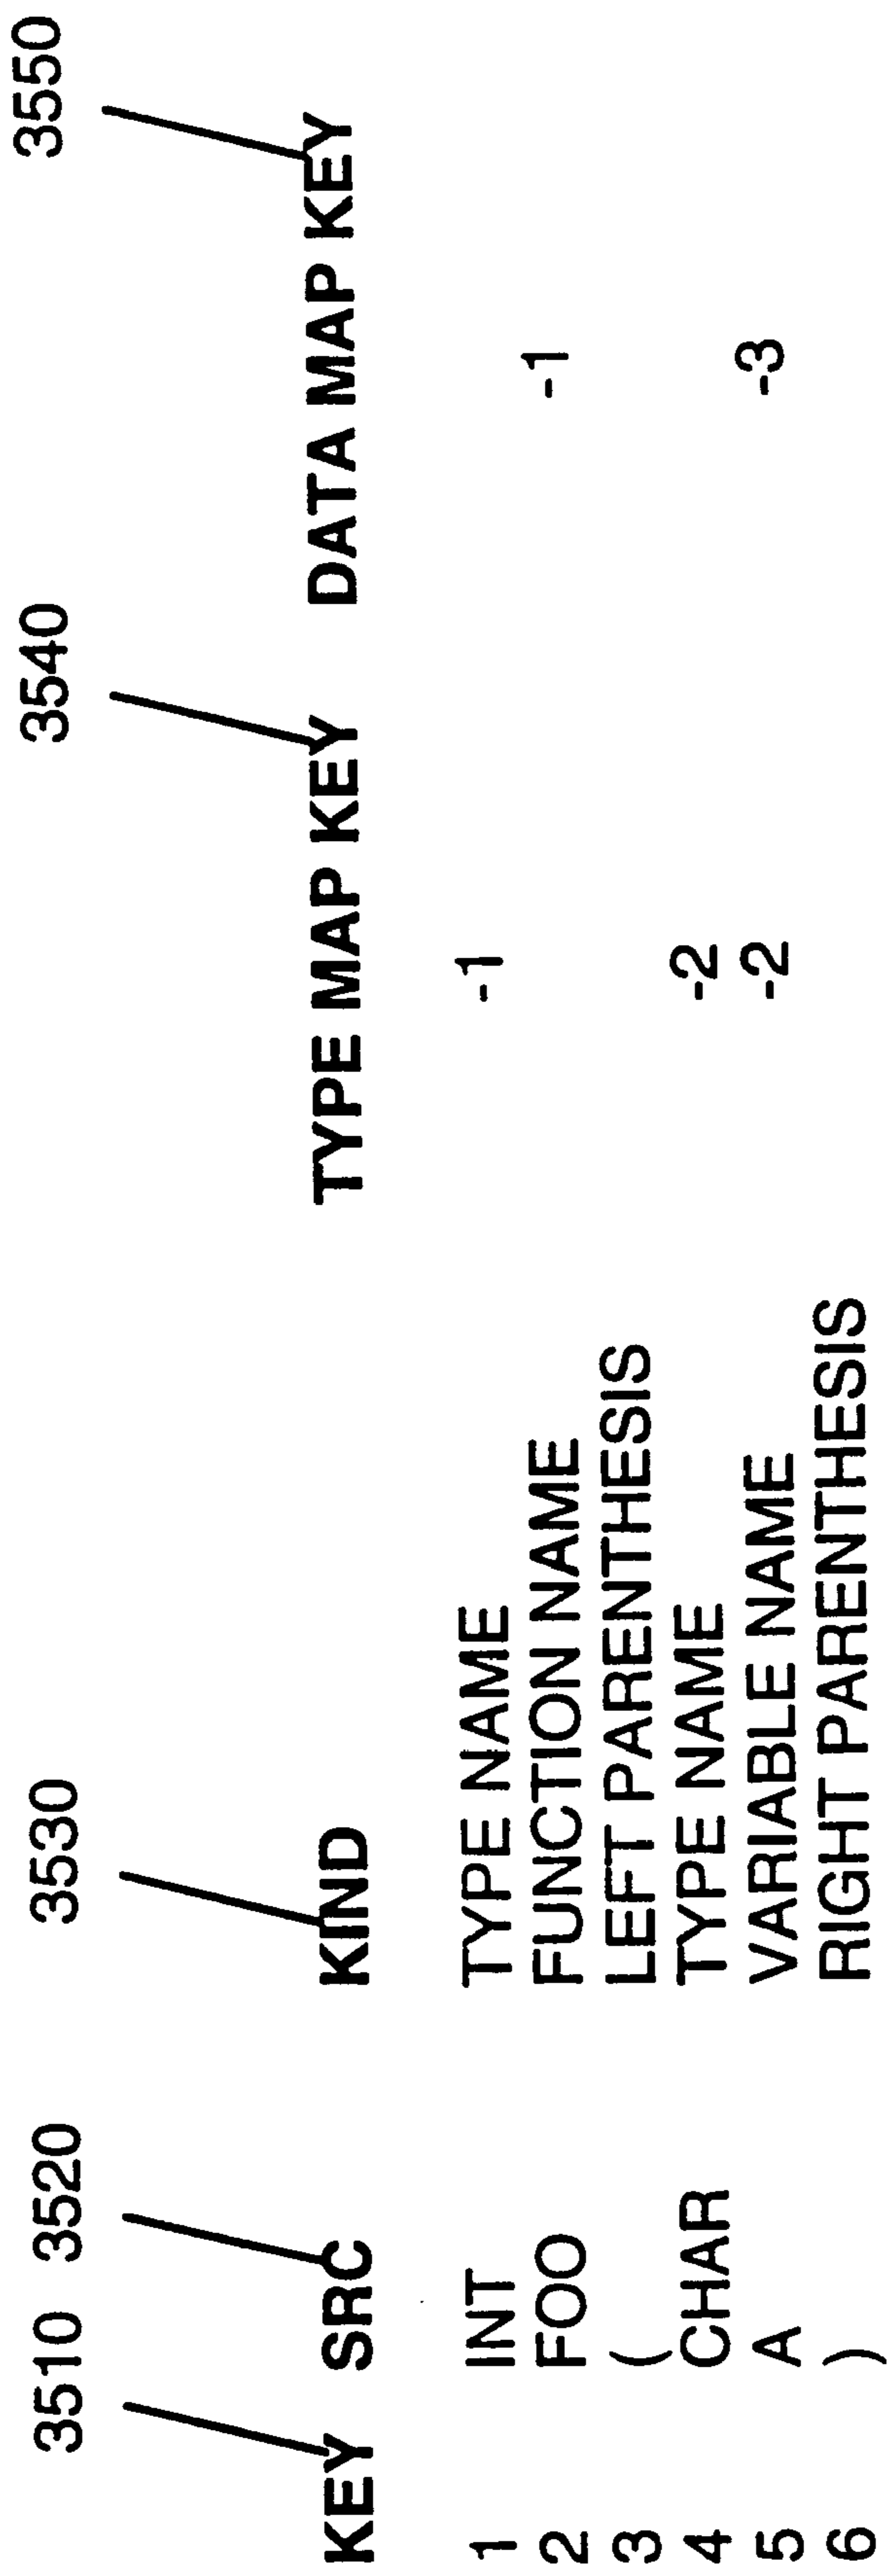 3510 3520 3530 3540 3550
KEY SRC KIND TYPE MAP KEY DATA MAP KEY
1 INT TYPE NAME -1
2 FOO FUNCTION NAME -1
3 ( LEFT PARENTHESIS
4 CHAR TYPE NAME -2
5 A VARIABLE NAME -2 -3
6 ) RIGHT PARENTHESIS